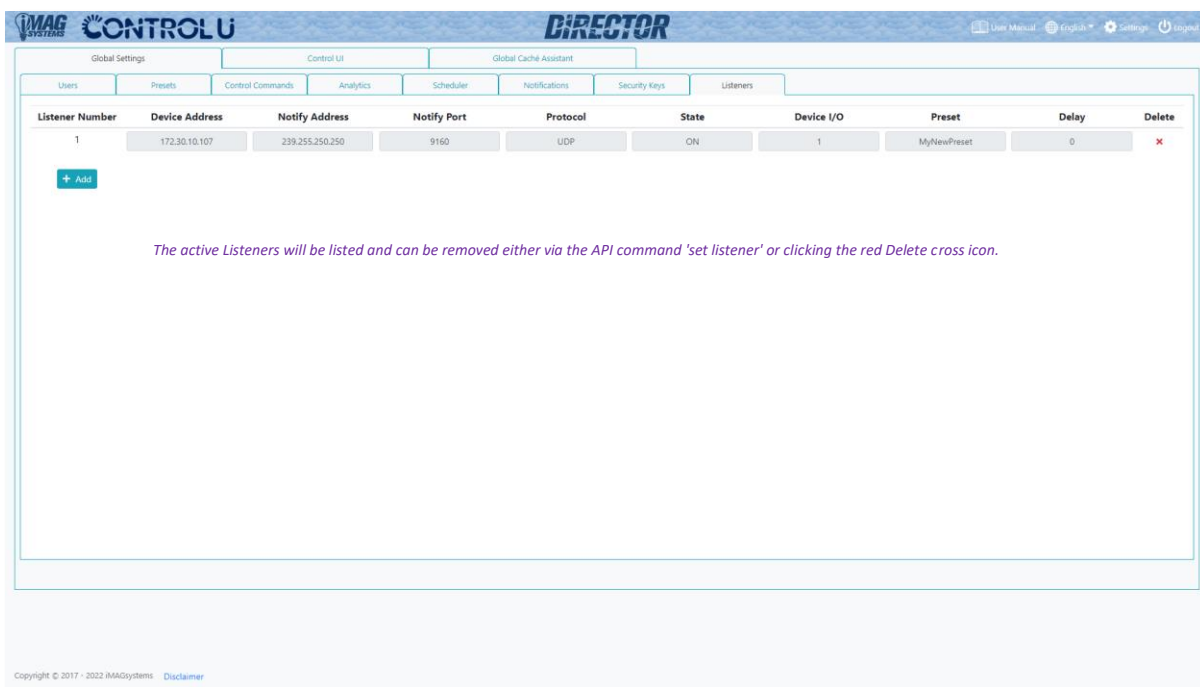 iMAG SYSTEMS CONTROL Ui DiRECTOR User Manual English Settings Logout
Global Settings Control UI Global Caché Assistant
Users Presets Control Commands Analytics Scheduler Notifications Security Keys Listeners
Listener Number Device Address Notify Address Notify Port Protocol State Device I/O Preset Delay Delete
1 172.30.10.107 239.255.250.250 9160 UDP ON 1 MyNewPreset 0
+ Add
The active Listeners will be listed and can be removed either via the API command 'set listener' or clicking the red Delete cross icon.
Copyright © 2017 - 2022 iMAGsystems Disclaimer